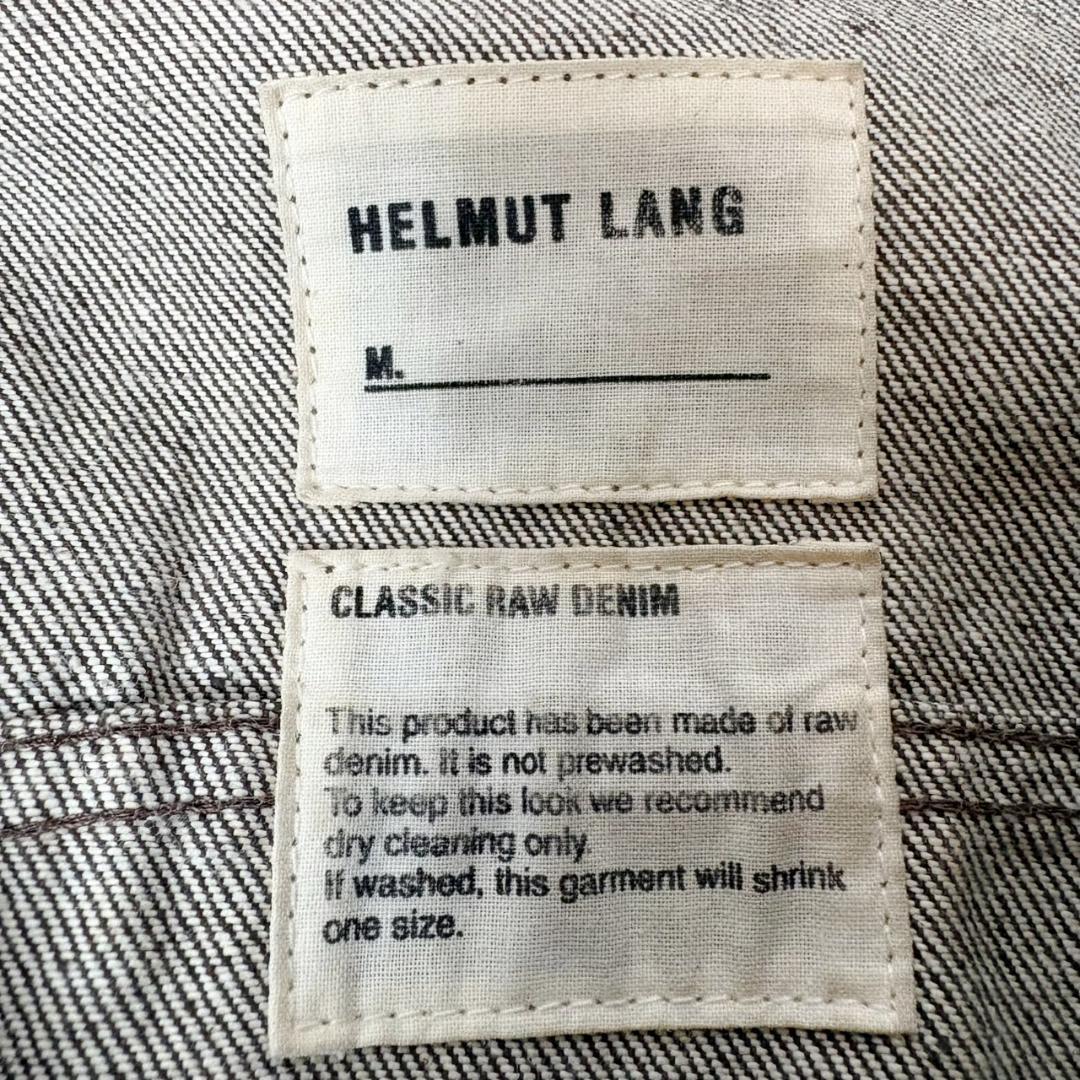 HELMUT LANG
M.
CLASSIC RAW DENIM
This product has been made of raw
denim. It is not prewashed.
To keep this look we recommend
dry cleaning only.
If washed, this garment will shrink
one size.